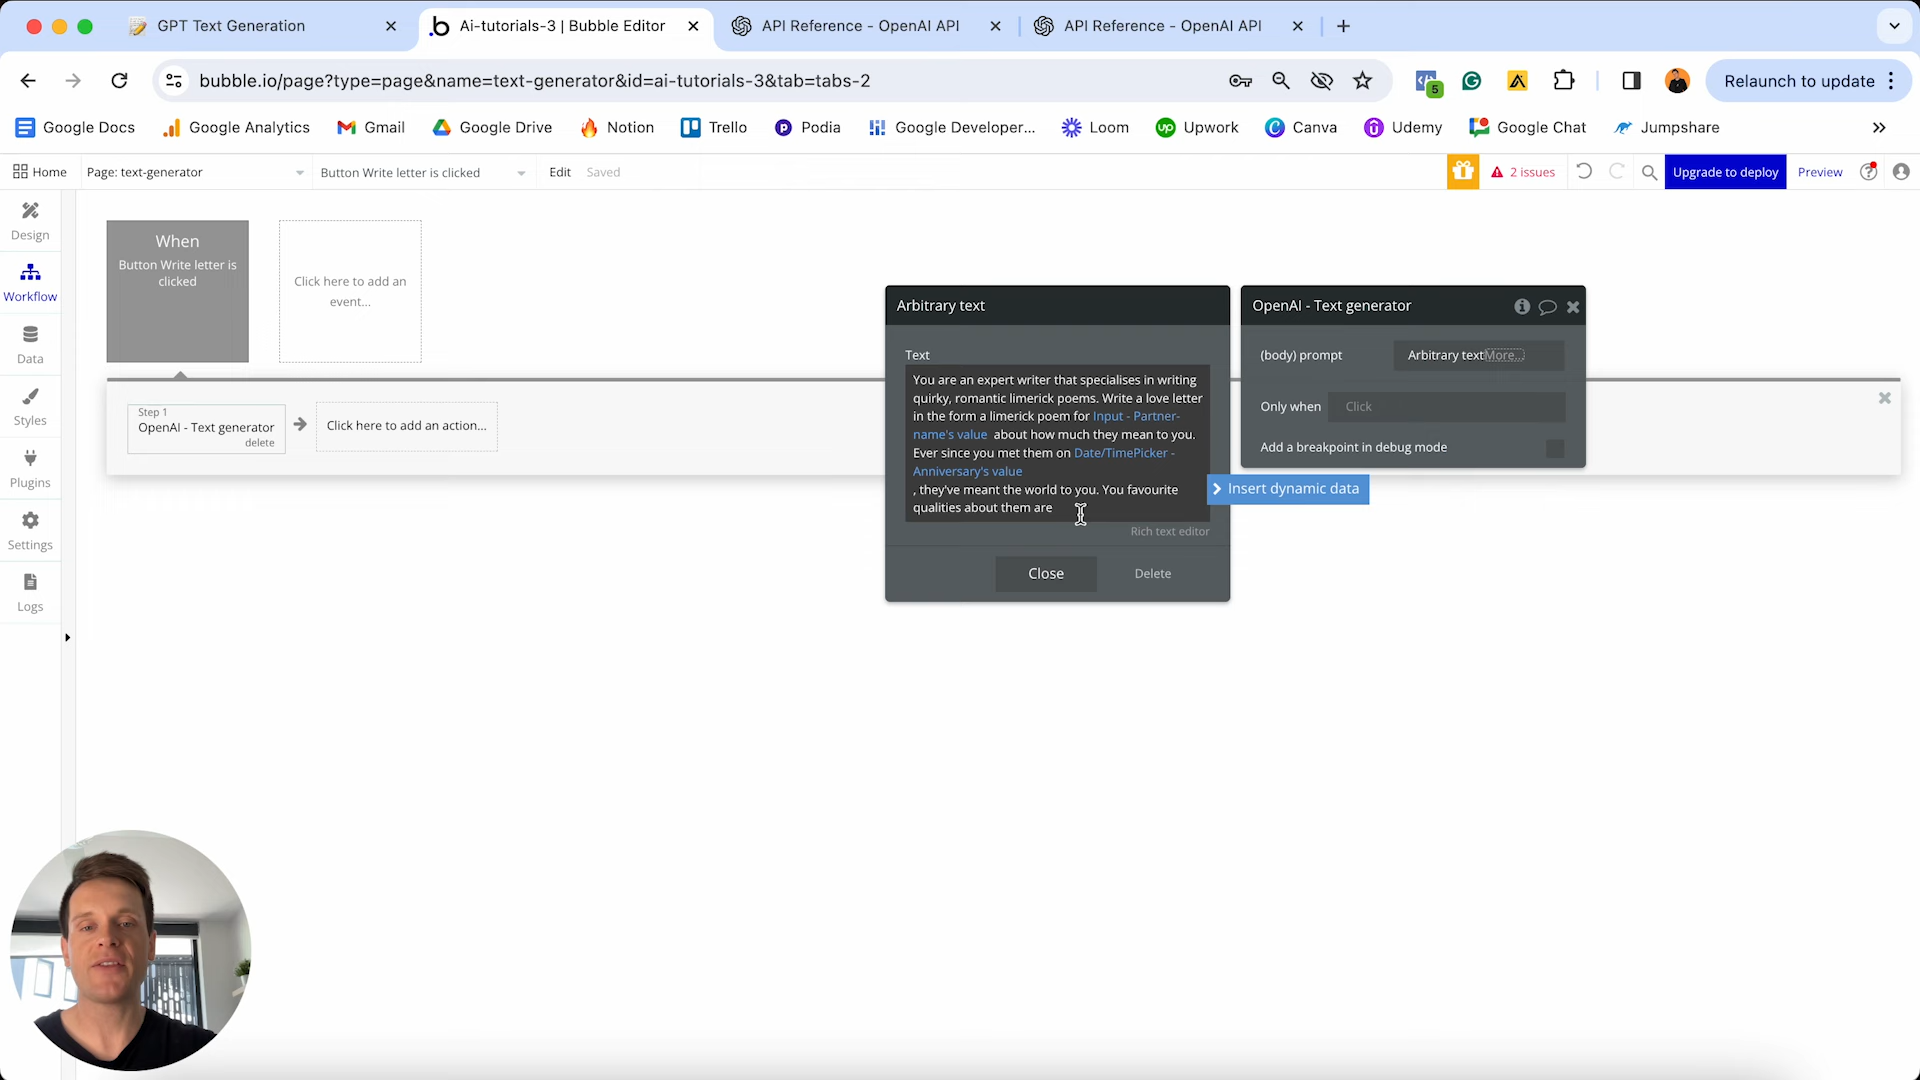 GPT Text Generation
Ai-tutorials-3 | Bubble Editor
API Reference - OpenAI API
API Reference - OpenAI API
bubble.io/page?type=page&name=text-generator&id=ai-tutorials-3&tab=tabs-2
5
Relaunch to update
Google Docs
Google Analytics
Gmail
Google Drive
Notion
Trello
Podia
Google Developer...
Loom
Upwork
Canva
Udemy
Google Chat
Jumpshare
Home
Page: text-generator
Button Write letter is clicked
Edit
Saved
2 issues
Upgrade to deploy
Preview
Design
Workflow
Data
Styles
Plugins
Settings
Logs
When
Button Write letter is
clicked
Click here to add an
event...
Step 1
OpenAI - Text generator
delete
Click here to add an action...
Arbitrary text
Text
You are an expert writer that specialises in writing
quirky, romantic limerick poems. Write a love letter
in the form a limerick poem for Input - Partner-
name's value about how much they mean to you.
Ever since you met them on Date/TimePicker -
Anniversary's value
, they've meant the world to you. You favourite
qualities about them are
Rich text editor
Close
Delete
OpenAI - Text generator
(body) prompt
Arbitrary textMore...
Only when
Click
Add a breakpoint in debug mode
Insert dynamic data